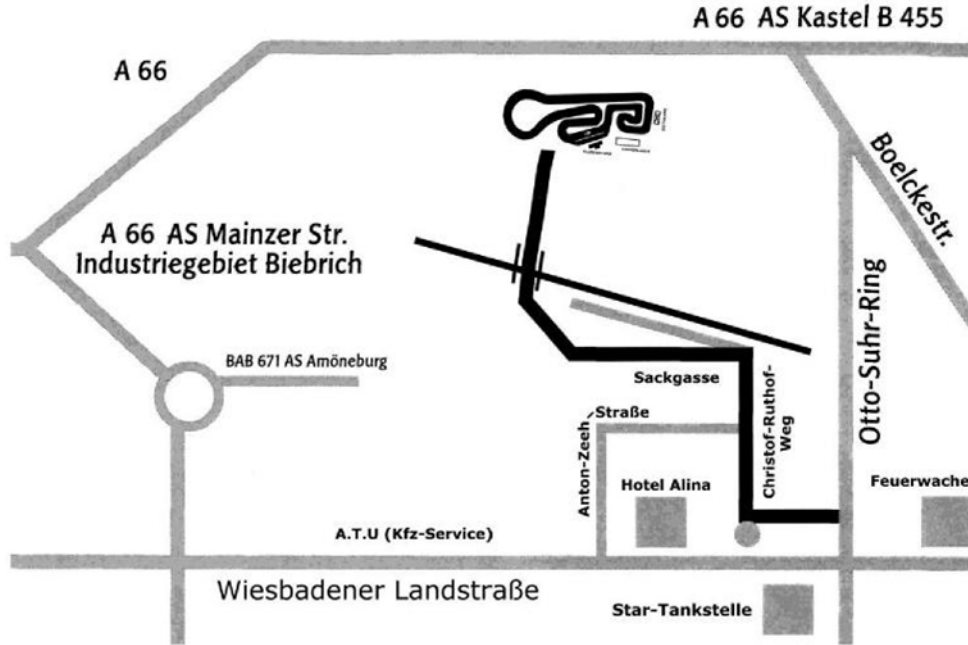 A 66 AS Kastel B 455
A 66
Boelckestr.
A 66 AS Mainzer Str.
Industriegebiet Biebrich
Otto-Suhr-Ring
BAB 671 AS Amöneburg
Sackgasse
Christof-Ruthof-
Weg
Anton-Zeeh-Straße
Hotel Alina
Feuerwache
A.T.U (Kfz-Service)
Wiesbadener Landstraße
Star-Tankstelle